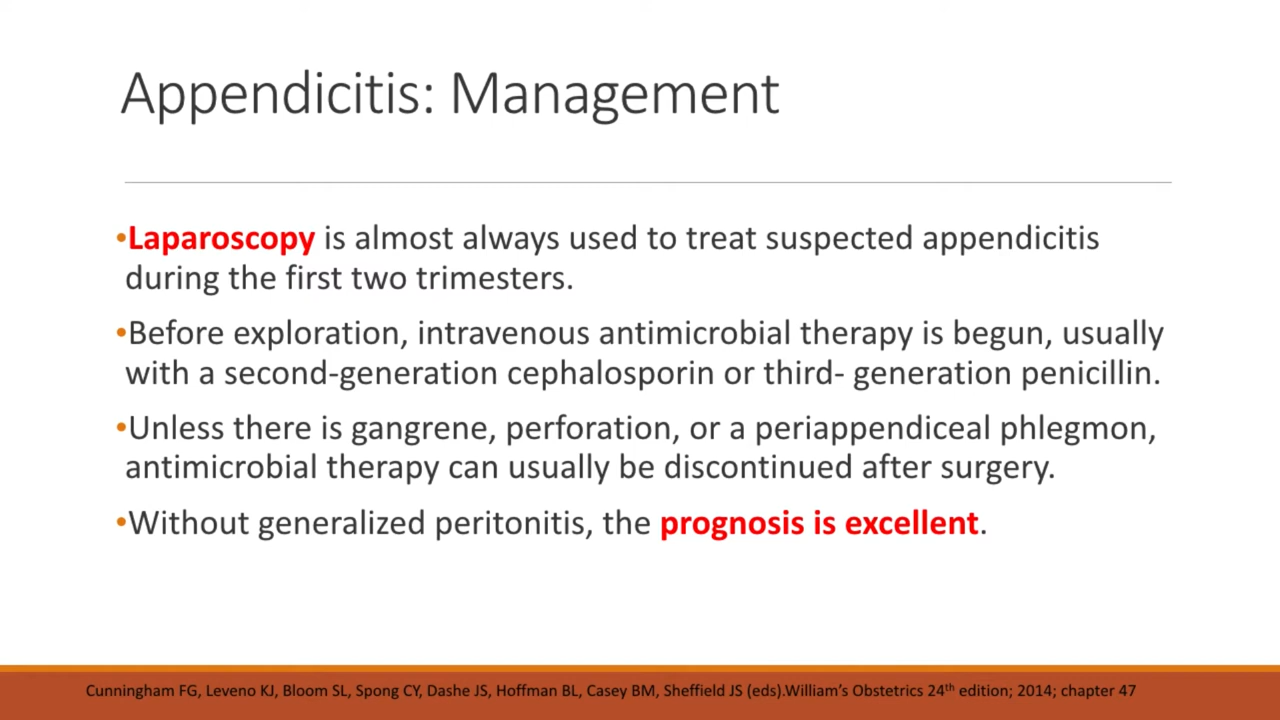 Appendicitis: Management
•Laparoscopy is almost always used to treat suspected appendicitis
during the first two trimesters.
•Before exploration, intravenous antimicrobial therapy is begun, usually
with a second-generation cephalosporin or third- generation penicillin.
•Unless there is gangrene, perforation, or a periappendiceal phlegmon,
antimicrobial therapy can usually be discontinued after surgery.
•Without generalized peritonitis, the prognosis is excellent.
Cunningham FG, Leveno KJ, Bloom SL, Spong CY, Dashe JS, Hoffman BL, Casey BM, Sheffield JS (eds).William’s Obstetrics 24th edition; 2014; chapter 47